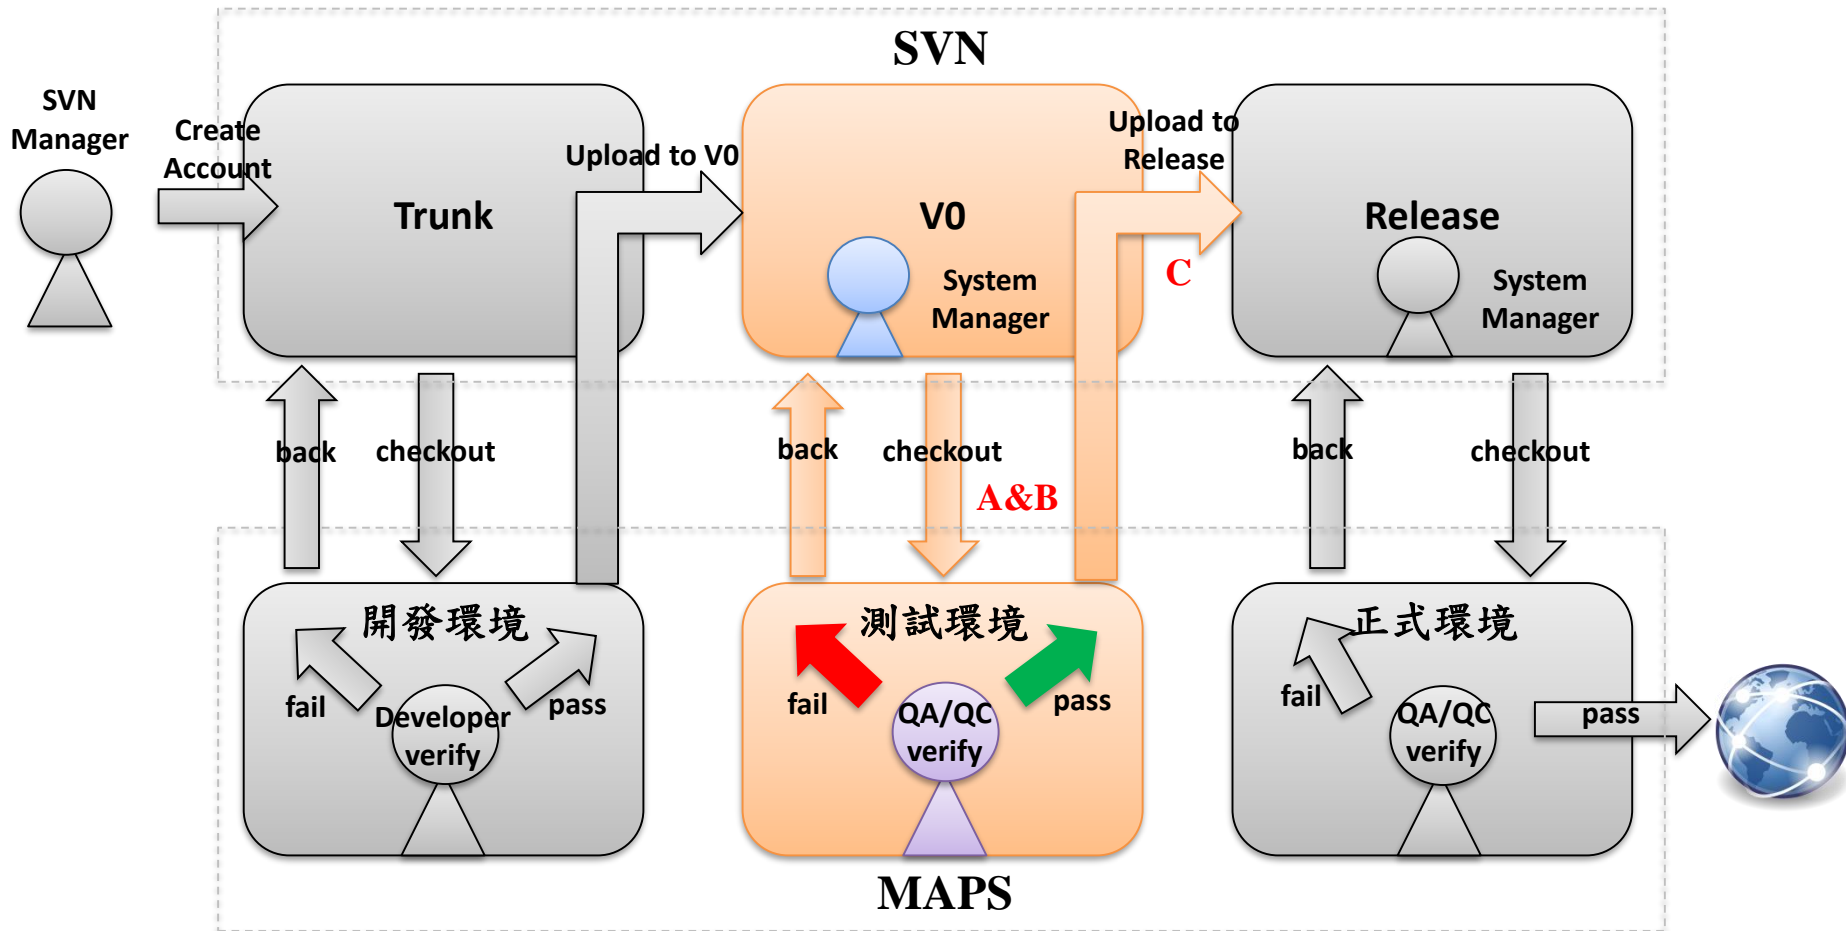 SVN
SVN
Manager
Create
Account
Upload to V0
Upload to
Release
Trunk
V0
Release
C
System
Manager
System
Manager
back
checkout
back
checkout
back
checkout
A&B
開發環境
測試環境
正式環境
fail
pass
Developer
verify
fail
pass
QA/QC
verify
fail
pass
QA/QC
verify
MAPS